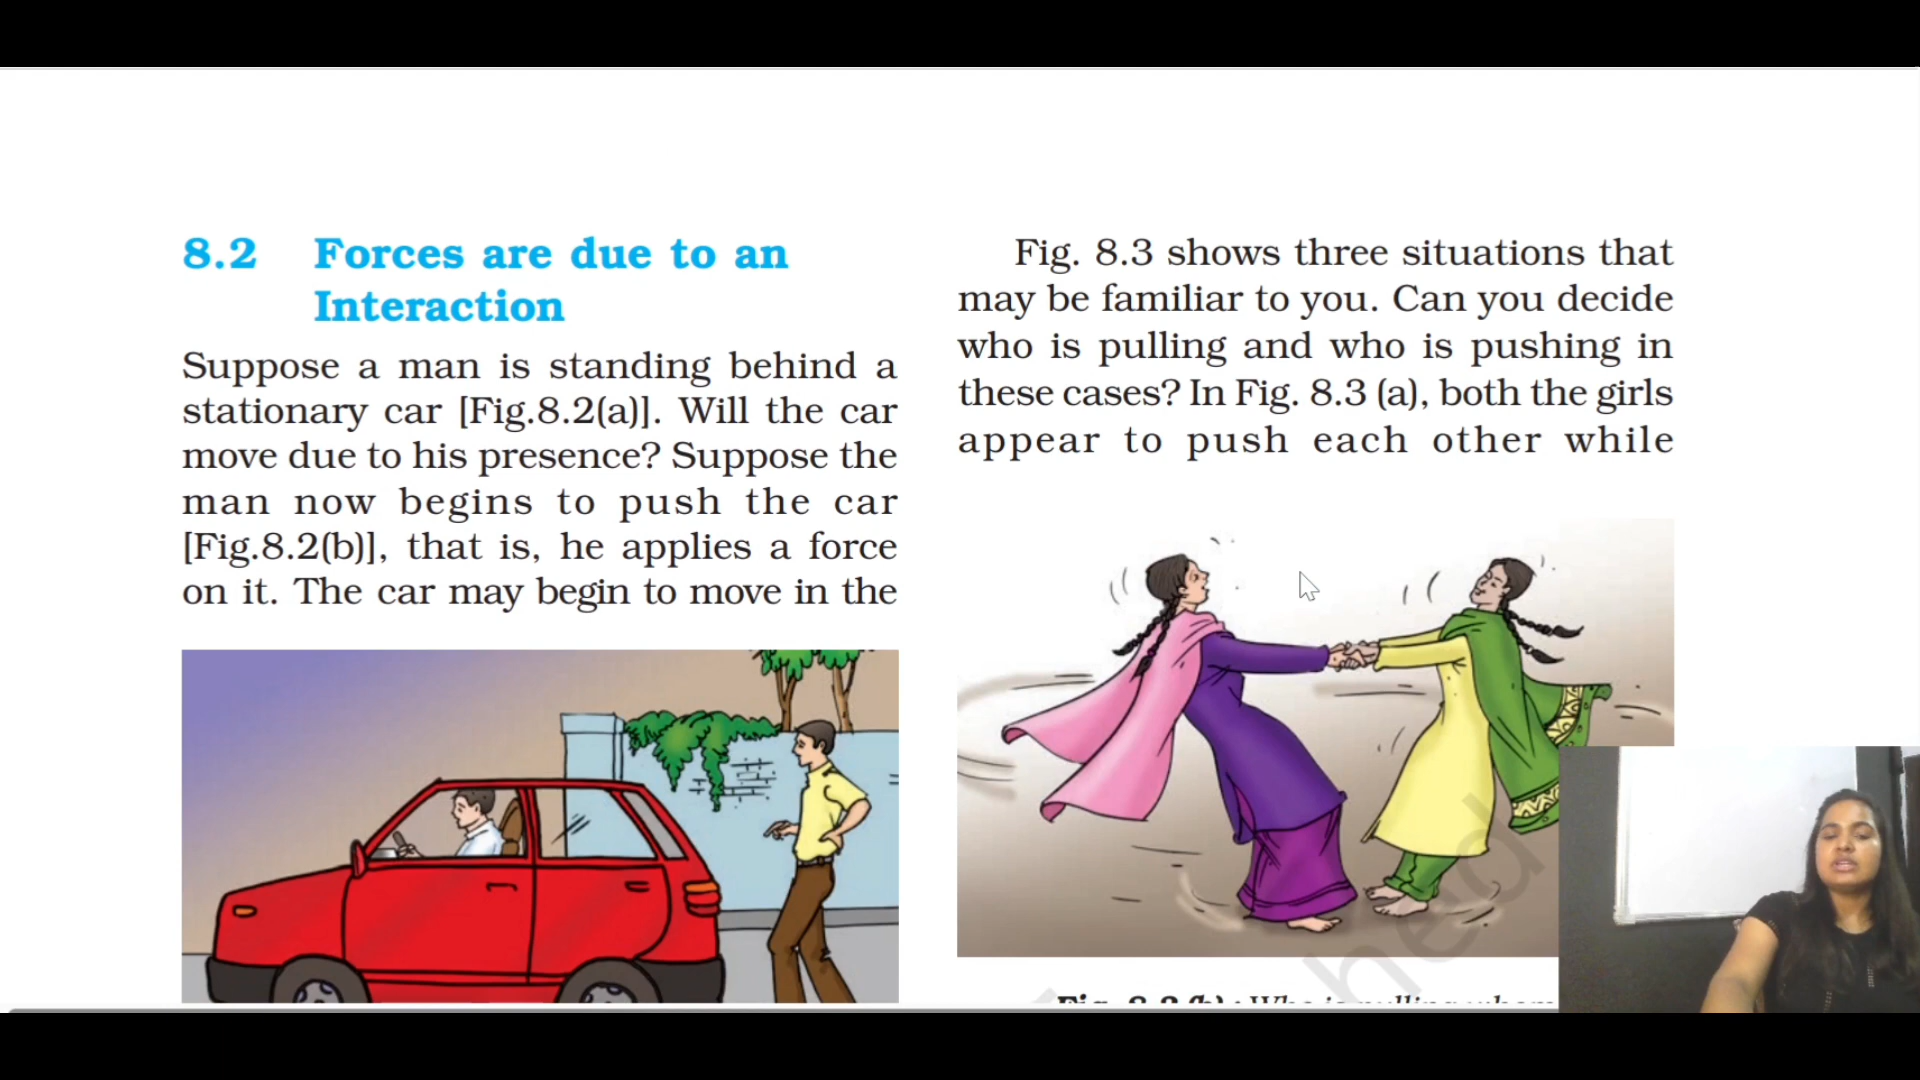 8.2 Forces are due to an
Interaction
Suppose a man is standing behind a
stationary car [Fig.8.2(a)]. Will the car
move due to his presence? Suppose the
man now begins to push the car
[Fig.8.2(b)], that is, he applies a force
on it. The car may begin to move in the
Fig. 8.3 shows three situations that
may be familiar to you. Can you decide
who is pulling and who is pushing in
these cases? In Fig. 8.3 (a), both the girls
appear to push each other while
hed